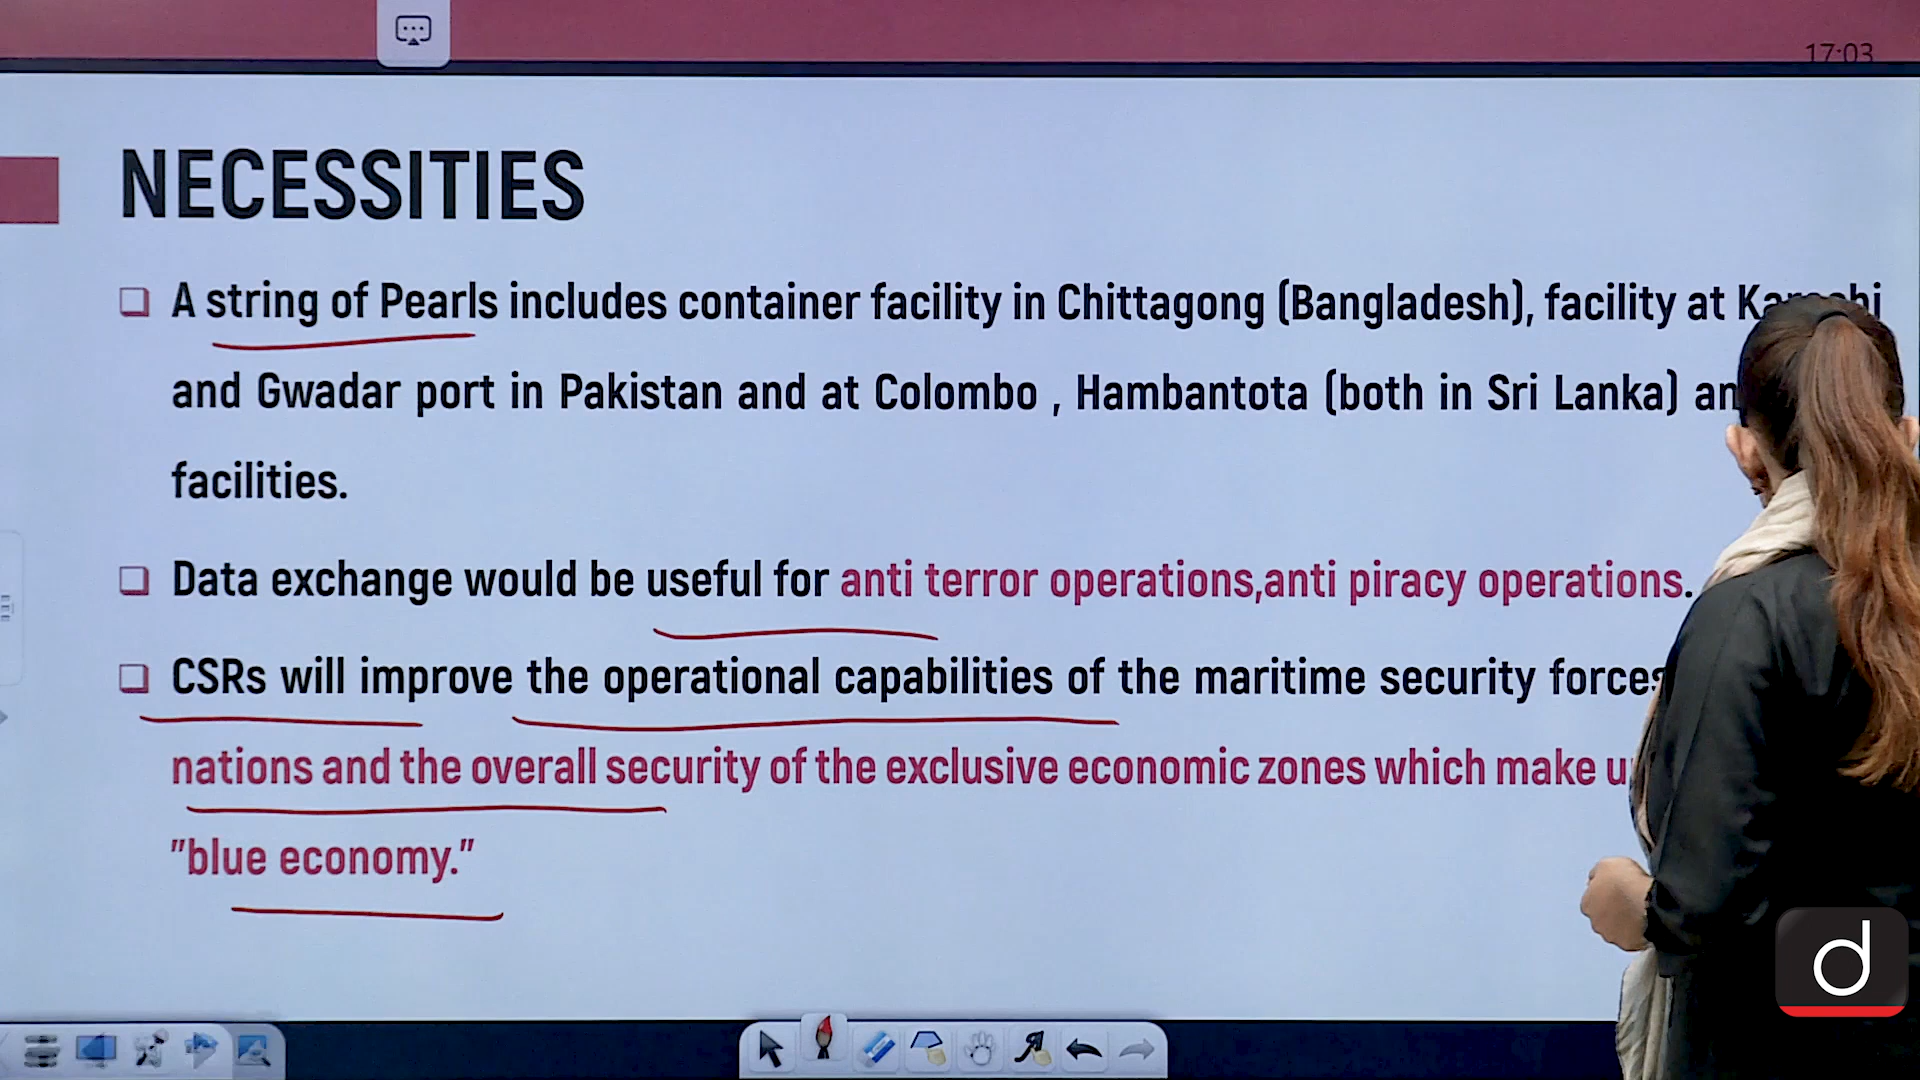 17:03
NECESSITIES
A string of Pearls includes container facility in Chittagong (Bangladesh), facility at Karachi
and Gwadar port in Pakistan and at Colombo , Hambantota (both in Sri Lanka)
facilities.
Data exchange would be useful for anti terror operations,anti piracy operations.
CSRs will improve the operational capabilities of the maritime security forces
nations and the overall security of the exclusive economic zones which make
"blue economy."
d